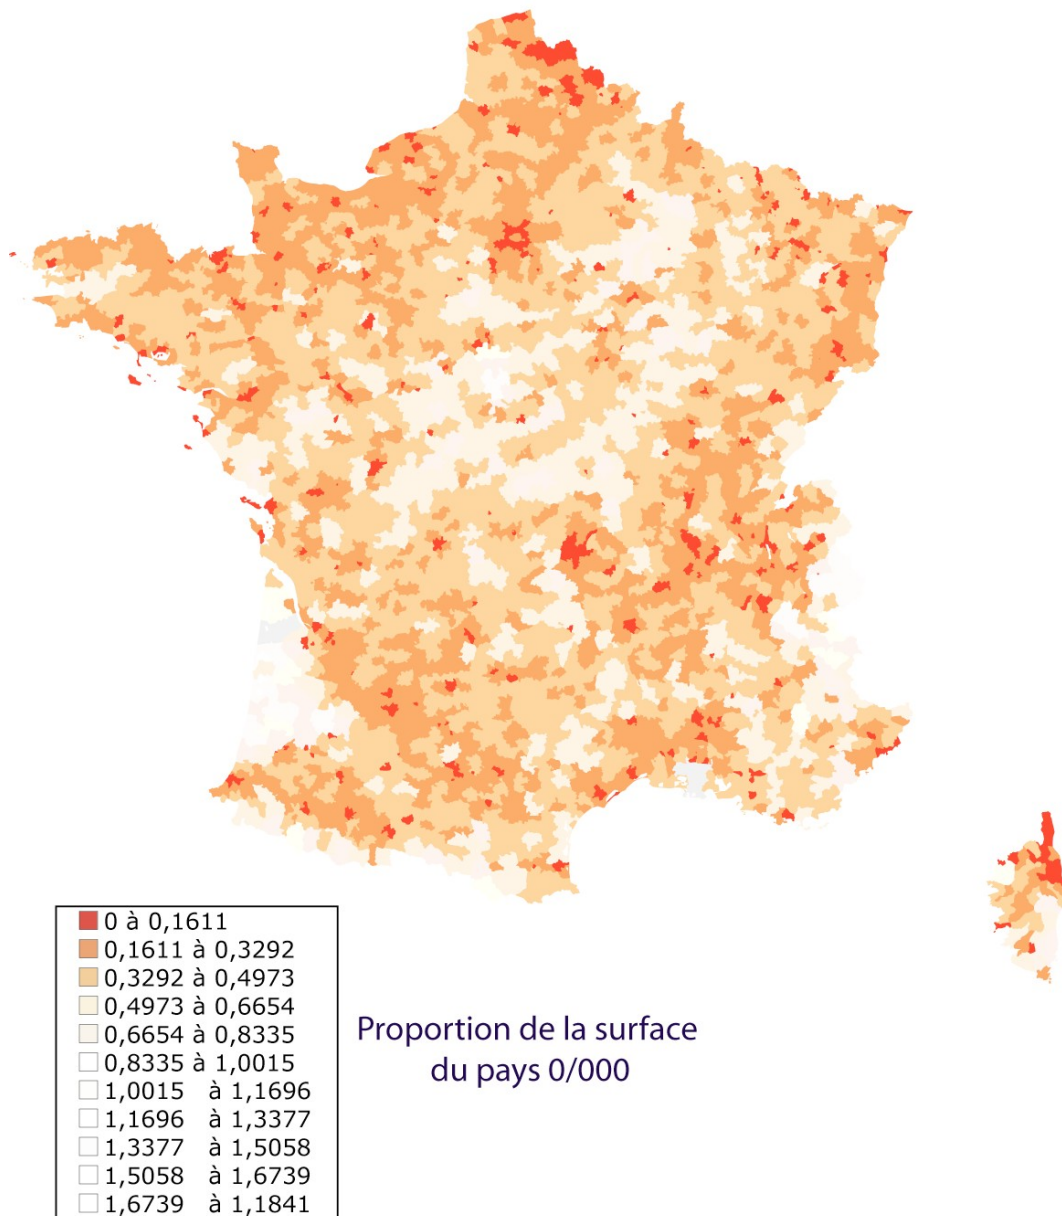 0 à 0,1611
0,1611 à 0,3292
0,3292 à 0,4973
0,4973 à 0,6654
0,6654 à 0,8335
0,8335 à 1,0015
1,0015 à 1,1696
1,1696 à 1,3377
1,3377 à 1,5058
1,5058 à 1,6739
1,6739 à 1,1841
Proportion de la surface
du pays 0/000